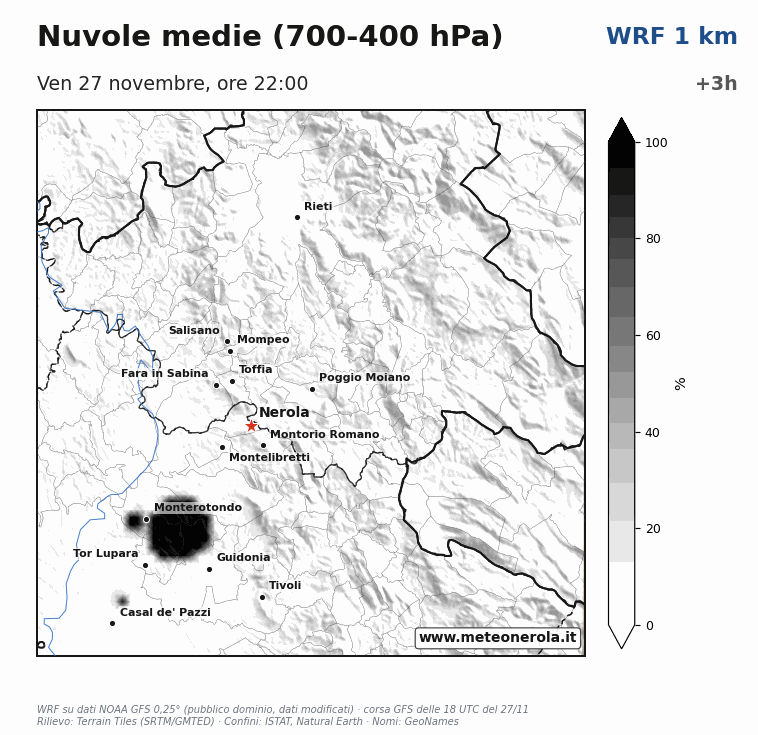 Nuvole medie (700-400 hPa)
WRF 1 km
Ven 27 novembre, ore 22:00
+3h
Rieti
Salisano
Mompeo
Fara in Sabina
Toffia
Poggio Moiano
Nerola
Montorio Romano
Montelibretti
Monterotondo
Tor Lupara
Guidonia
Tivoli
Casal de' Pazzi
www.meteonerola.it
100
80
60
40
20
0
%
WRF su dati NOAA GFS 0,25° (pubblico dominio, dati modificati) · corsa GFS delle 18 UTC del 27/11
Rilievo: Terrain Tiles (SRTM/GMTED) · Confini: ISTAT, Natural Earth · Nomi: GeoNames